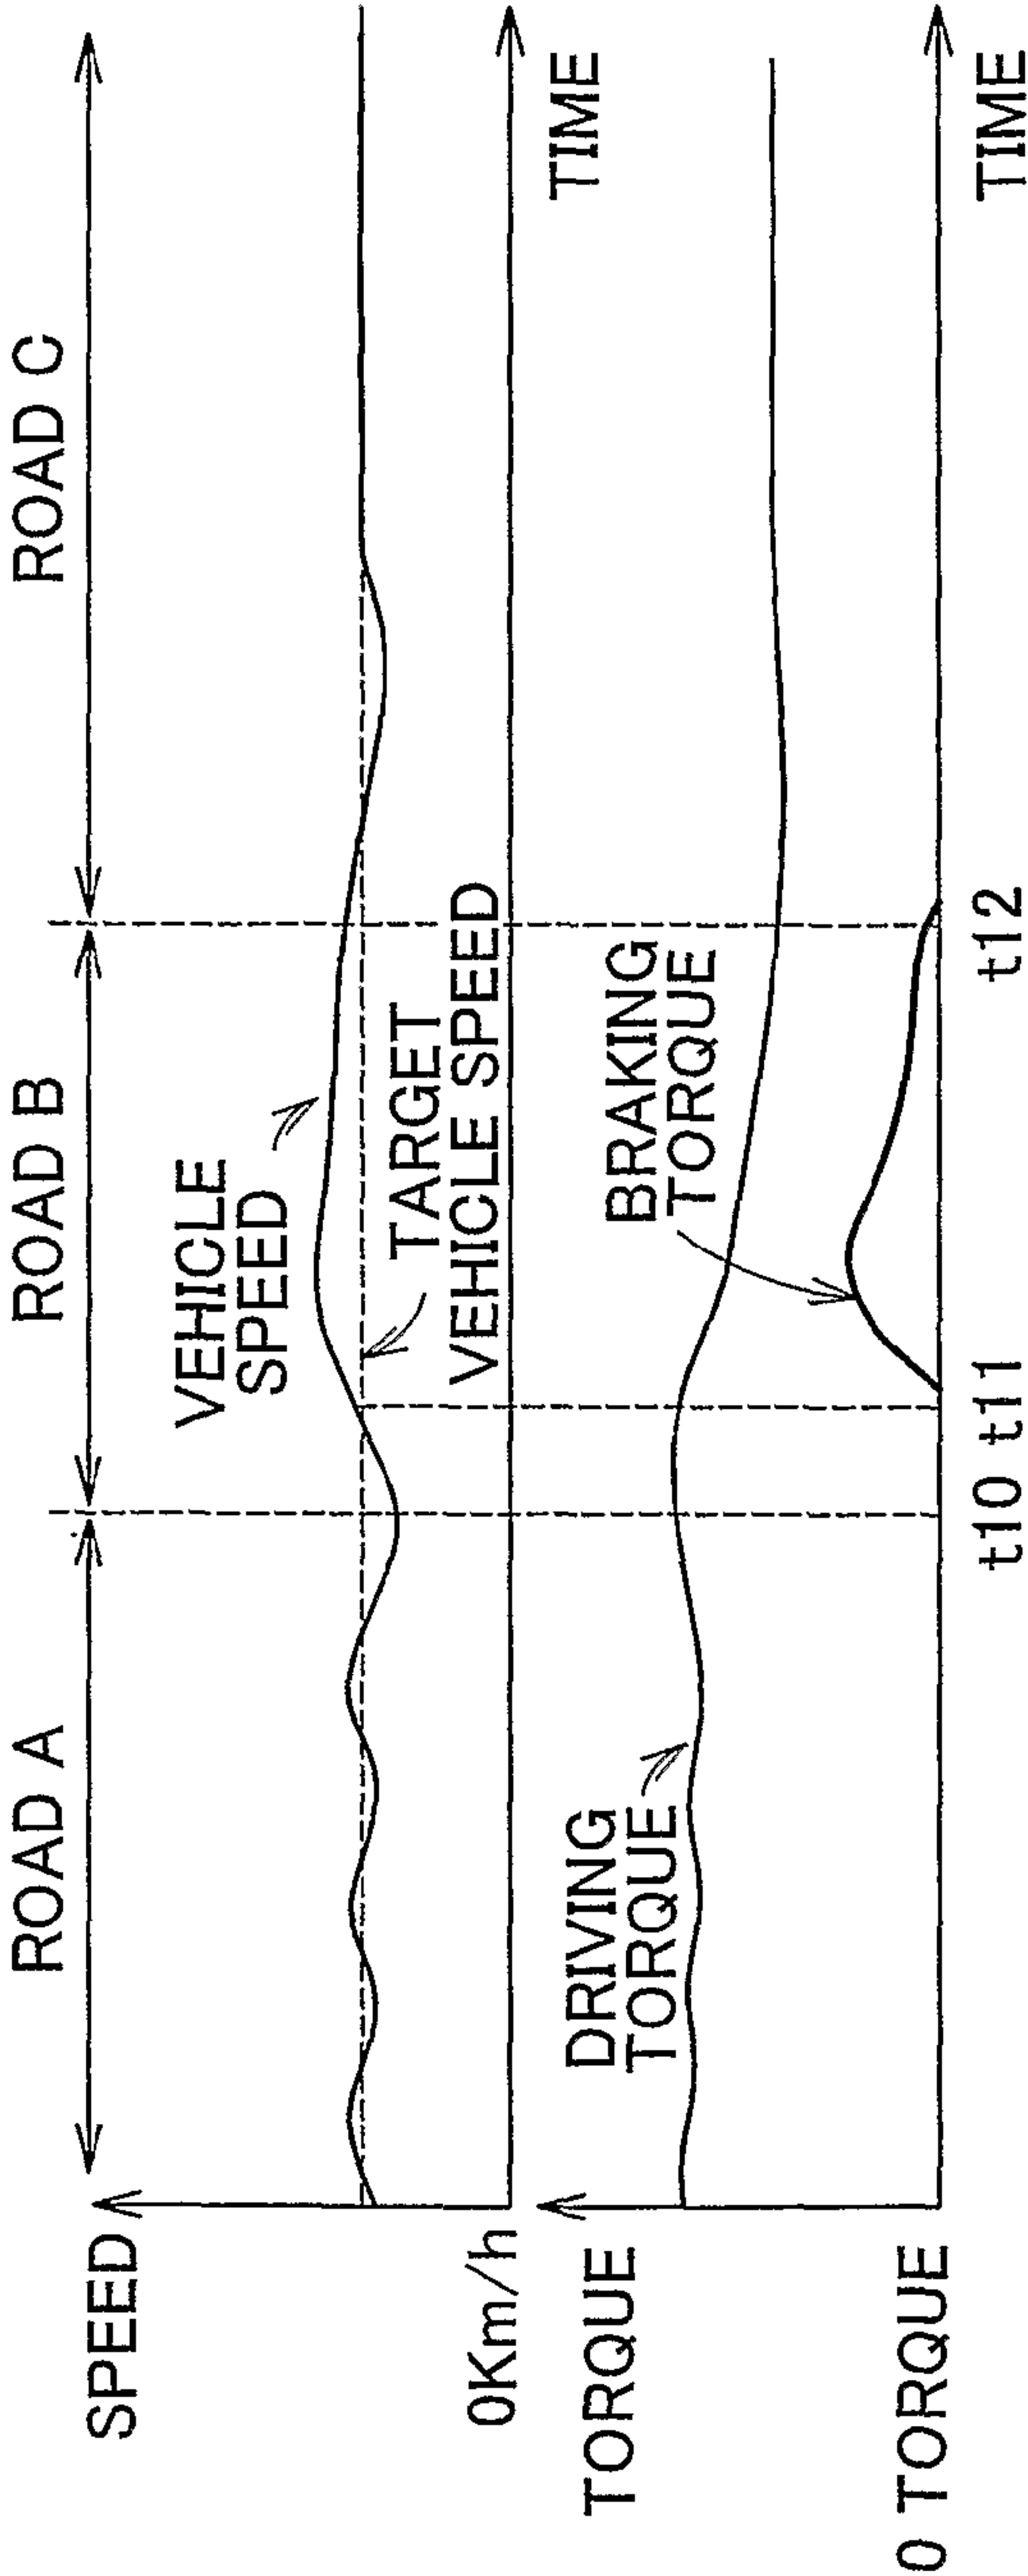 ROAD A
ROAD B
ROAD C
SPEED
VEHICLE
SPEED
TARGET
VEHICLE SPEED
0Km/h
TIME
TORQUE
DRIVING
TORQUE
BRAKING
TORQUE
0 TORQUE
t10
t11
t12
TIME